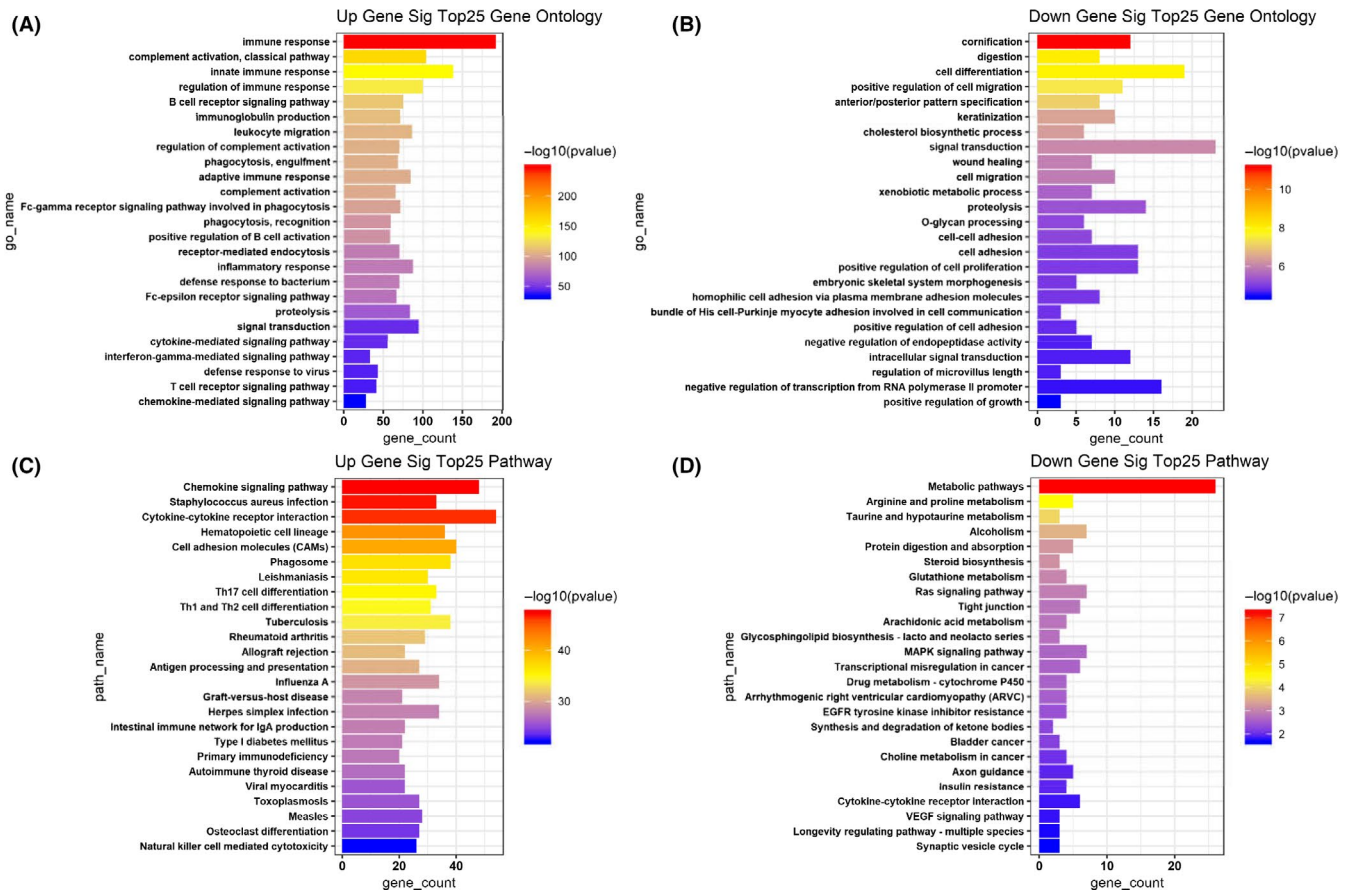 (A)
Up Gene Sig Top25 Gene Ontology
go_name
immune response
complement activation, classical pathway
innate immune response
regulation of immune response
B cell receptor signaling pathway
immunoglobulin production
leukocyte migration
regulation of complement activation
phagocytosis, engulfment
adaptive immune response
complement activation
Fc-gamma receptor signaling pathway involved in phagocytosis
phagocytosis, recognition
positive regulation of B cell activation
receptor-mediated endocytosis
inflammatory response
defense response to bacterium
Fc-epsilon receptor signaling pathway
proteolysis
signal transduction
cytokine-mediated signaling pathway
interferon-gamma-mediated signaling pathway
defense response to virus
T cell receptor signaling pathway
chemokine-mediated signaling pathway
0 50 100 150 200
gene_count
−log10(pvalue)
200
150
100
50
(B)
Down Gene Sig Top25 Gene Ontology
go_name
cornification
digestion
cell differentiation
positive regulation of cell migration
anterior/posterior pattern specification
keratinization
cholesterol biosynthetic process
signal transduction
wound healing
cell migration
xenobiotic metabolic process
proteolysis
O-glycan processing
cell-cell adhesion
cell adhesion
positive regulation of cell proliferation
embryonic skeletal system morphogenesis
homophilic cell adhesion via plasma membrane adhesion molecules
bundle of His cell-Purkinje myocyte adhesion involved in cell communication
positive regulation of cell adhesion
negative regulation of endopeptidase activity
intracellular signal transduction
regulation of microvillus length
negative regulation of transcription from RNA polymerase II promoter
positive regulation of growth
0 5 10 15 20
gene_count
−log10(pvalue)
10
8
6
(C)
Up Gene Sig Top25 Pathway
path_name
Chemokine signaling pathway
Staphylococcus aureus infection
Cytokine-cytokine receptor interaction
Hematopoietic cell lineage
Cell adhesion molecules (CAMs)
Phagosome
Leishmaniasis
Th17 cell differentiation
Th1 and Th2 cell differentiation
Tuberculosis
Rheumatoid arthritis
Allograft rejection
Antigen processing and presentation
Influenza A
Graft-versus-host disease
Herpes simplex infection
Intestinal immune network for IgA production
Type I diabetes mellitus
Primary immunodeficiency
Autoimmune thyroid disease
Viral myocarditis
Toxoplasmosis
Measles
Osteoclast differentiation
Natural killer cell mediated cytotoxicity
0 20 40
gene_count
−log10(pvalue)
40
30
(D)
Down Gene Sig Top25 Pathway
path_name
Metabolic pathways
Arginine and proline metabolism
Taurine and hypotaurine metabolism
Alcoholism
Protein digestion and absorption
Steroid biosynthesis
Glutathione metabolism
Ras signaling pathway
Tight junction
Arachidonic acid metabolism
Glycosphingolipid biosynthesis - lacto and neolacto series
MAPK signaling pathway
Transcriptional misregulation in cancer
Drug metabolism - cytochrome P450
Arrhythmogenic right ventricular cardiomyopathy (ARVC)
EGFR tyrosine kinase inhibitor resistance
Synthesis and degradation of ketone bodies
Bladder cancer
Choline metabolism in cancer
Axon guidance
Insulin resistance
Cytokine-cytokine receptor interaction
VEGF signaling pathway
Longevity regulating pathway - multiple species
Synaptic vesicle cycle
0 10 20
gene_count
−log10(pvalue)
7
6
5
4
3
2